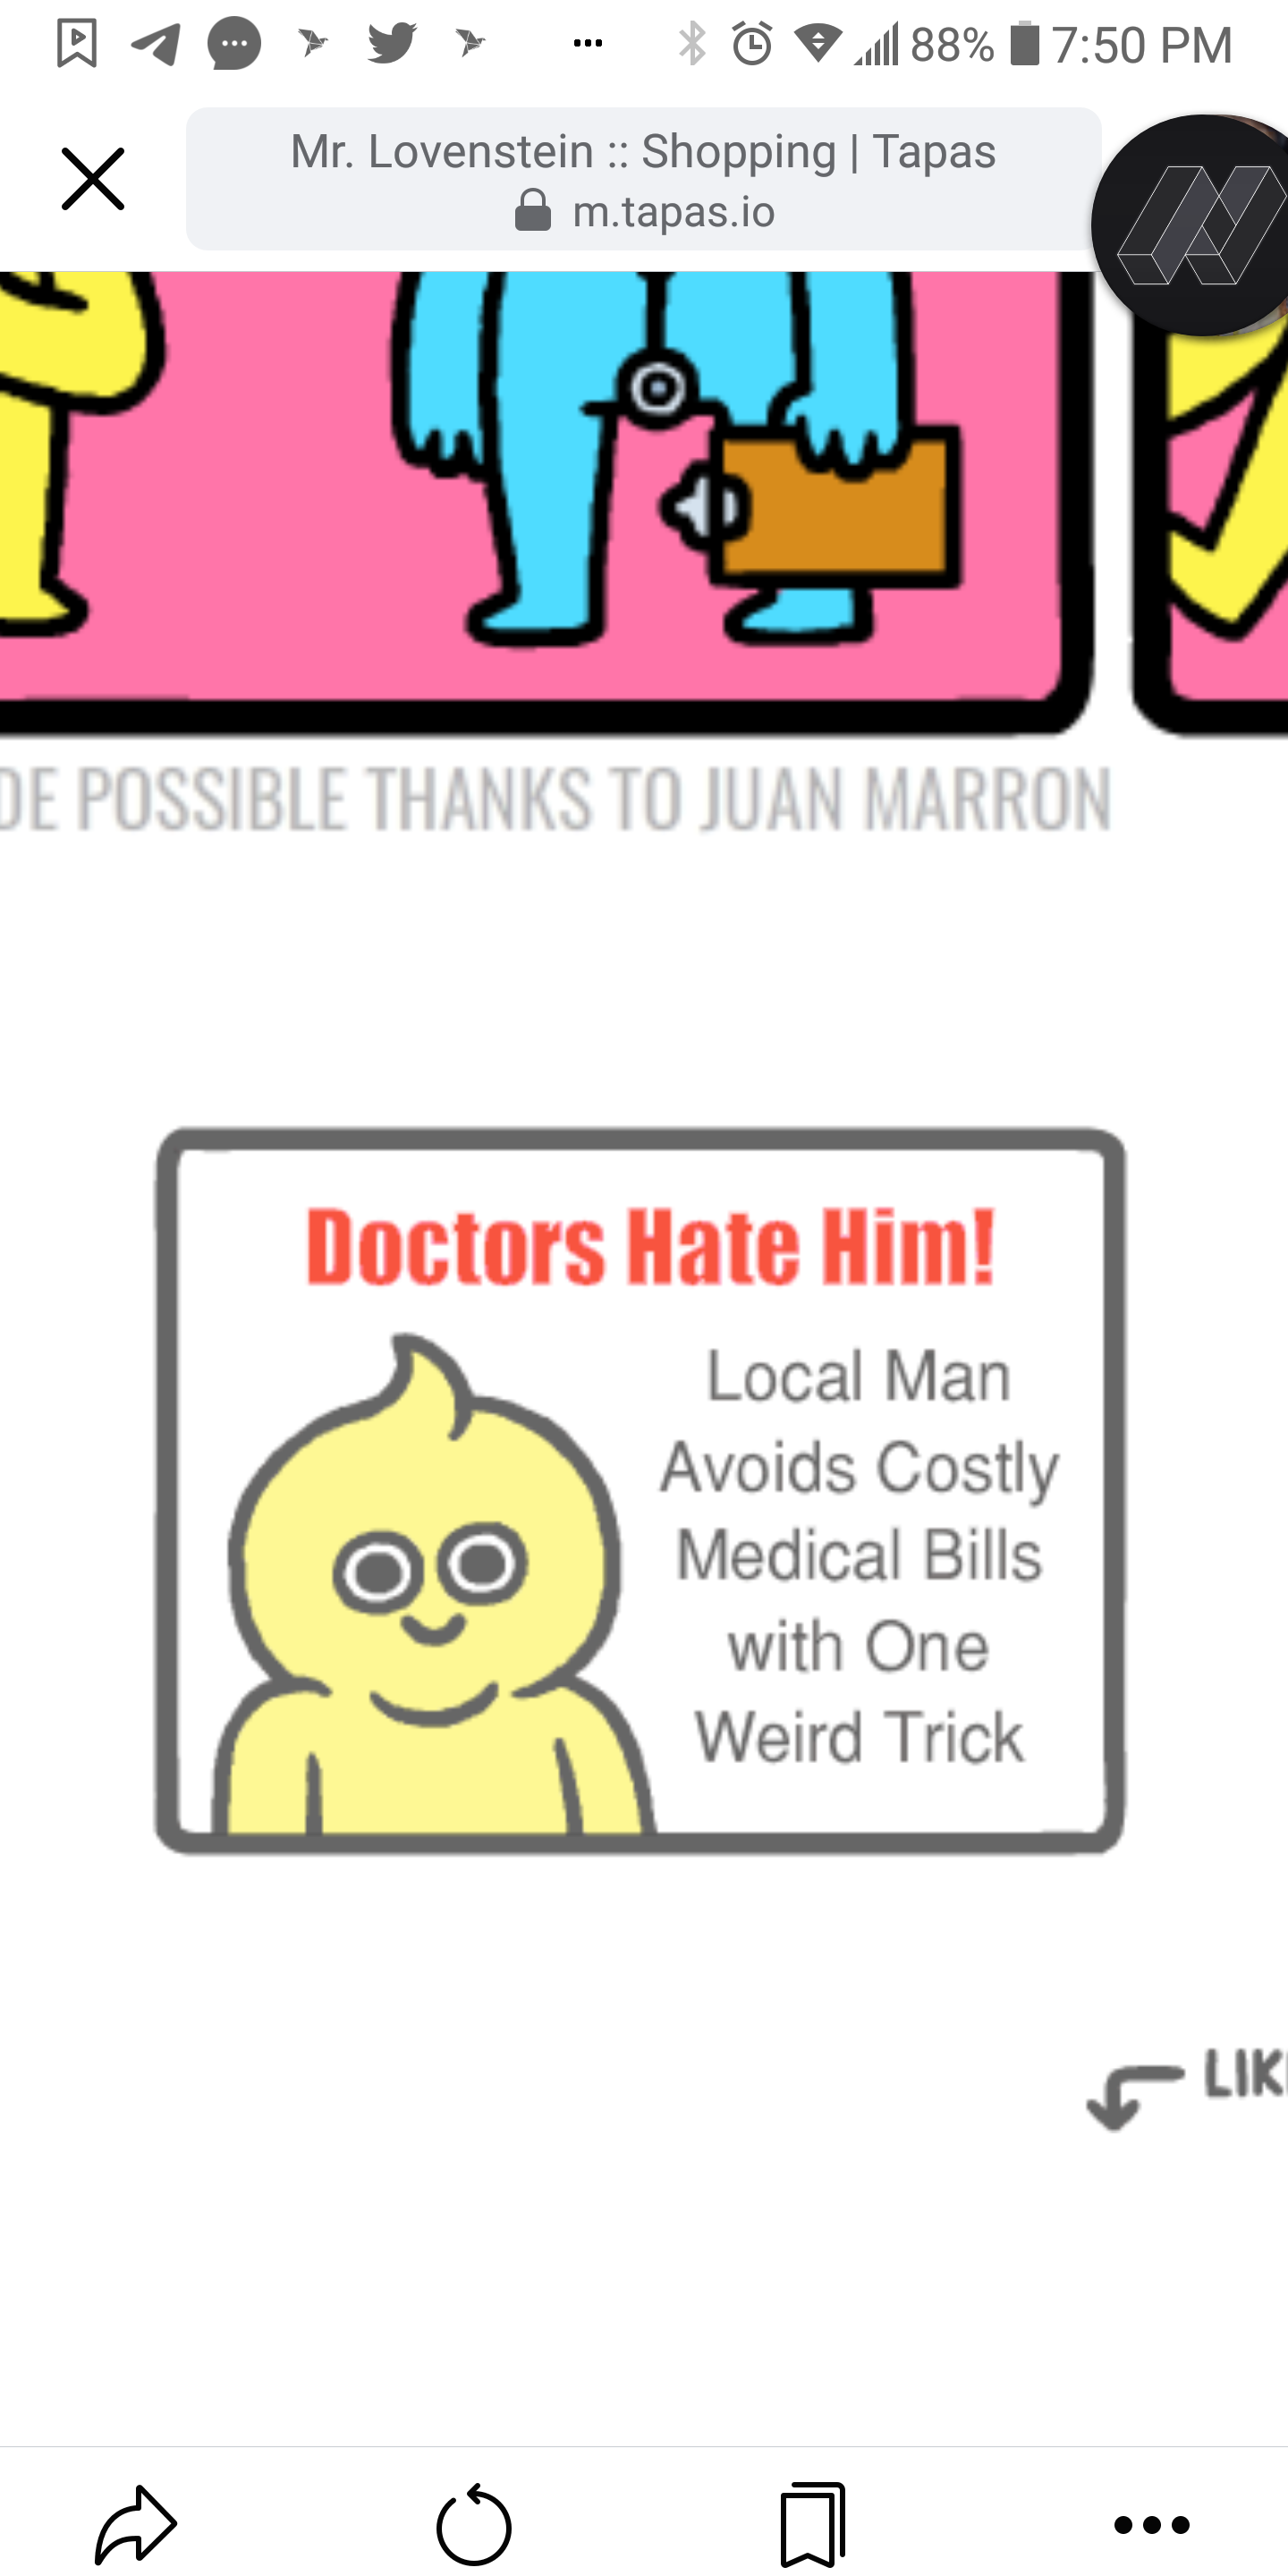 88% 7:50 PM
Mr. Lovenstein :: Shopping | Tapas
m.tapas.io
DE POSSIBLE THANKS TO JUAN MARRON
Doctors Hate Him!
Local Man
Avoids Costly
Medical Bills
with One
Weird Trick